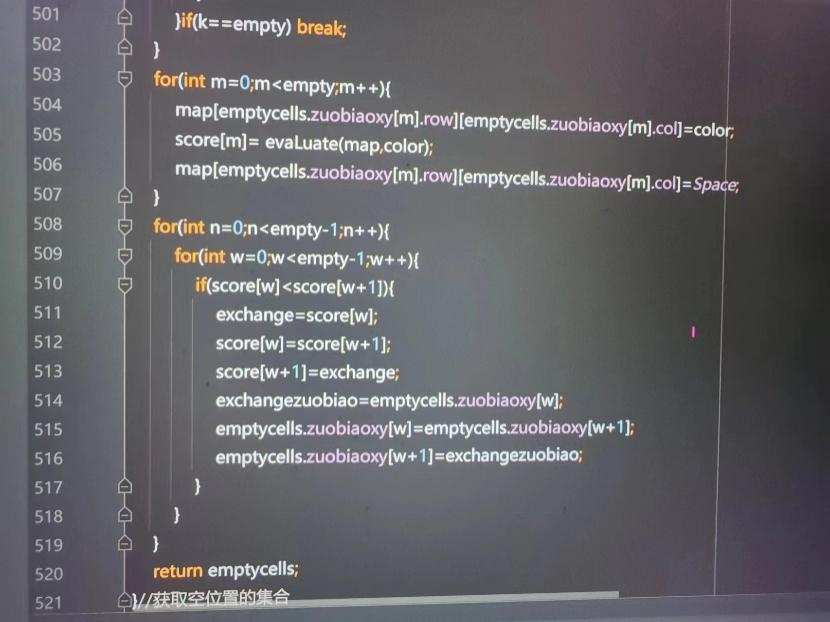 501 }if(k==empty) break;
502 }
503 for(int m=0;m<empty;m++){
504 map[emptycells.zuobiaoxy[m].row][emptycells.zuobiaoxy[m].col]=color;
505 score[m]= evaLuate(map,color);
506 map[emptycells.zuobiaoxy[m].row][emptycells.zuobiaoxy[m].col]=Space;
507 }
508 for(int n=0;n<empty-1;n++){
509 for(int w=0;w<empty-1;w++){
510 if(score[w]<score[w+1]){
511 exchange=score[w];
512 score[w]=score[w+1];
513 score[w+1]=exchange;
514 exchangezuobiao=emptycells.zuobiaoxy[w];
515 emptycells.zuobiaoxy[w]=emptycells.zuobiaoxy[w+1];
516 emptycells.zuobiaoxy[w+1]=exchangezuobiao;
517 }
518 }
519 }
520 return emptycells;
521 }//获取空位置的集合